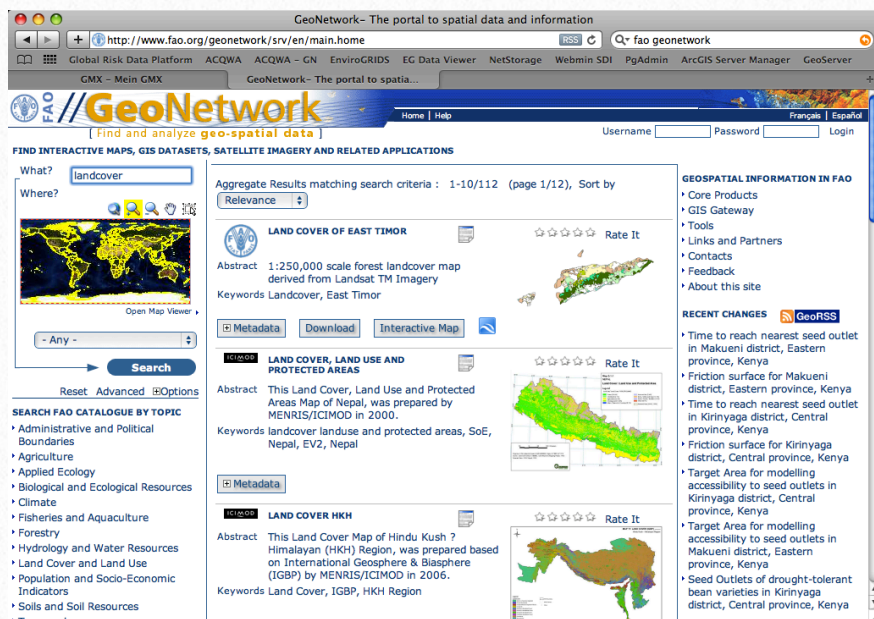 GeoNetwork- The portal to spatial data and information
http://www.fao.org/geonetwork/srv/en/main.home
RSS
fao geonetwork
Global Risk Data Platform
ACQWA
ACQWA - GN
EnviroGRIDS
EG Data Viewer
NetStorage
Webmin SDI
PgAdmin
ArcGIS Server Manager
GeoServer
GMX - Mein GMX
GeoNetwork- The portal to spatia...
FAO
//GeoNetwork
[ Find and analyze geo-spatial data ]
Home | Help
Français | Español
Username
Password
Login
FIND INTERACTIVE MAPS, GIS DATASETS, SATELLITE IMAGERY AND RELATED APPLICATIONS
What?
landcover
Where?
Open Map Viewer
- Any -
Search
Reset Advanced Options
SEARCH FAO CATALOGUE BY TOPIC
Administrative and Political
Boundaries
Agriculture
Applied Ecology
Biological and Ecological Resources
Climate
Fisheries and Aquaculture
Forestry
Hydrology and Water Resources
Land Cover and Land Use
Population and Socio-Economic
Indicators
Soils and Soil Resources
Aggregate Results matching search criteria : 1-10/112 (page 1/12), Sort by
Relevance
LAND COVER OF EAST TIMOR
Rate It
Abstract 1:250,000 scale forest landcover map
derived from Landsat TM Imagery
Keywords Landcover, East Timor
Metadata
Download
Interactive Map
ICIMOD
LAND COVER, LAND USE AND
PROTECTED AREAS
Rate It
Abstract This Land Cover, Land Use and Protected
Areas Map of Nepal, was prepared by
MENRIS/ICIMOD in 2000.
Keywords landcover landuse and protected areas, SoE,
Nepal, EV2, Nepal
Metadata
ICIMOD
LAND COVER HKH
Rate It
Abstract This Land Cover Map of Hindu Kush ?
Himalayan (HKH) Region, was prepared based
on International Geosphere & Biasphere
(IGBP) by MENRIS/ICIMOD in 2006.
Keywords Land Cover, IGBP, HKH Region
GEOSPATIAL INFORMATION IN FAO
Core Products
GIS Gateway
Tools
Links and Partners
Contacts
Feedback
About this site
RECENT CHANGES
GeoRSS
Time to reach nearest seed outlet
in Makueni district, Eastern
province, Kenya
Friction surface for Makueni
district, Eastern province, Kenya
Time to reach nearest seed outlet
in Kirinyaga district, Central
province, Kenya
Friction surface for Kirinyaga
district, Central province, Kenya
Target Area for modelling
accessibility to seed outlets in
Kirinyaga district, Central
province, Kenya
Target Area for modelling
accessibility to seed outlets in
Makueni district, Eastern
province, Kenya
Seed Outlets of drought-tolerant
bean varieties in Kirinyaga
district, Central province, Kenya